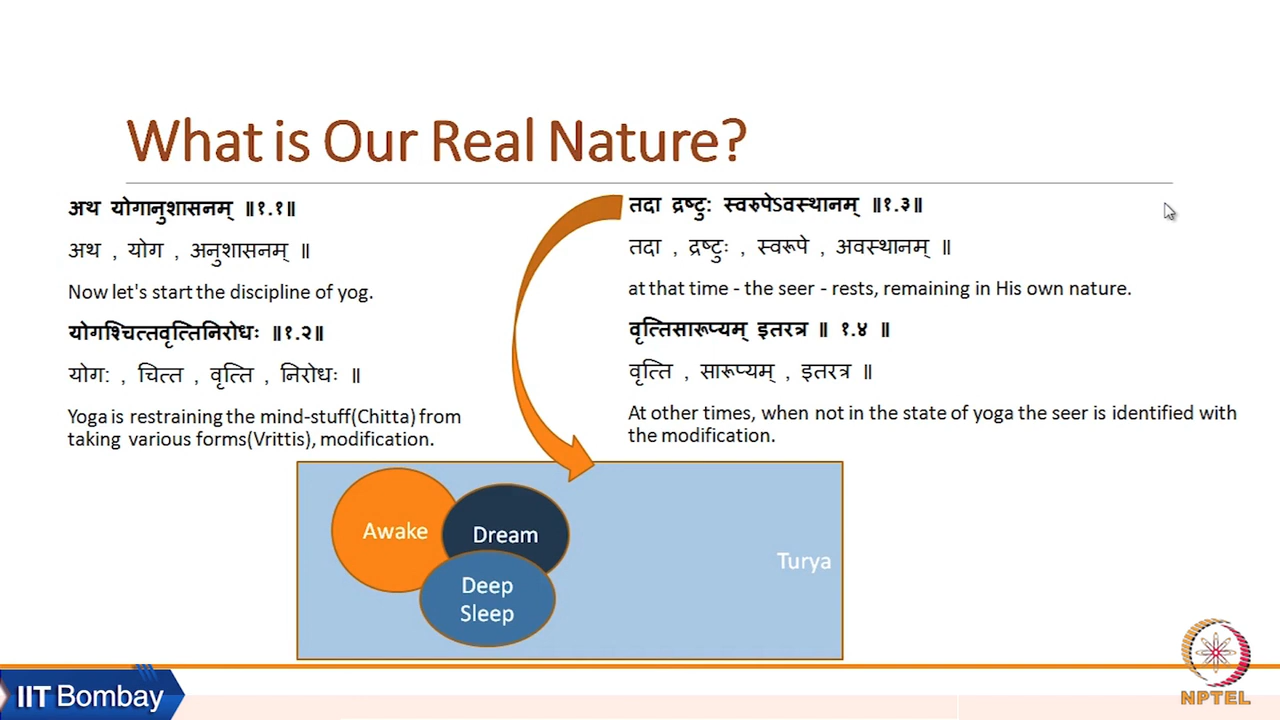 What is Our Real Nature?
अथ योगानुशासनम् ॥१.१॥
अथ , योग , अनुशासनम् ॥
Now let's start the discipline of yog.
योगश्चित्तवृत्तिनिरोधः ॥१.२॥
योग: , चित्त , वृत्ति , निरोधः ॥
Yoga is restraining the mind-stuff(Chitta) from
taking various forms(Vrittis), modification.
तदा द्रष्टु: स्वरुपेऽवस्थानम् ॥१.३॥
तदा , द्रष्टुः , स्वरूपे , अवस्थानम् ॥
at that time - the seer - rests, remaining in His own nature.
वृत्तिसारूप्यम् इतरत्र ॥ १.४ ॥
वृत्ति , सारूप्यम् , इतरत्र ॥
At other times, when not in the state of yoga the seer is identified with
the modification.
Awake
Dream
Deep
Sleep
Turya
IIT Bombay
NPTEL